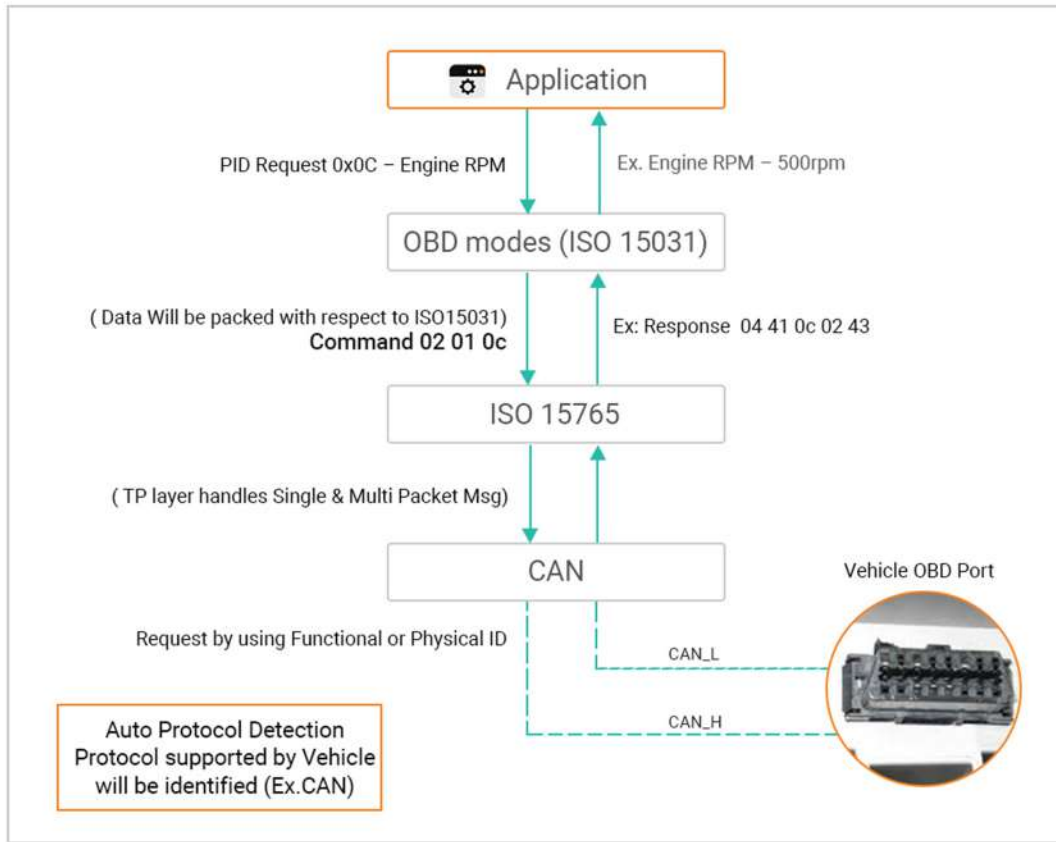 Application
PID Request 0x0C – Engine RPM
Ex. Engine RPM – 500rpm
OBD modes (ISO 15031)
( Data Will be packed with respect to ISO15031)
Command 02 01 0c
Ex: Response 04 41 0c 02 43
ISO 15765
( TP layer handles Single & Multi Packet Msg)
CAN
Vehicle OBD Port
Request by using Functional or Physical ID
CAN_L
CAN_H
Auto Protocol Detection
Protocol supported by Vehicle
will be identified (Ex.CAN)